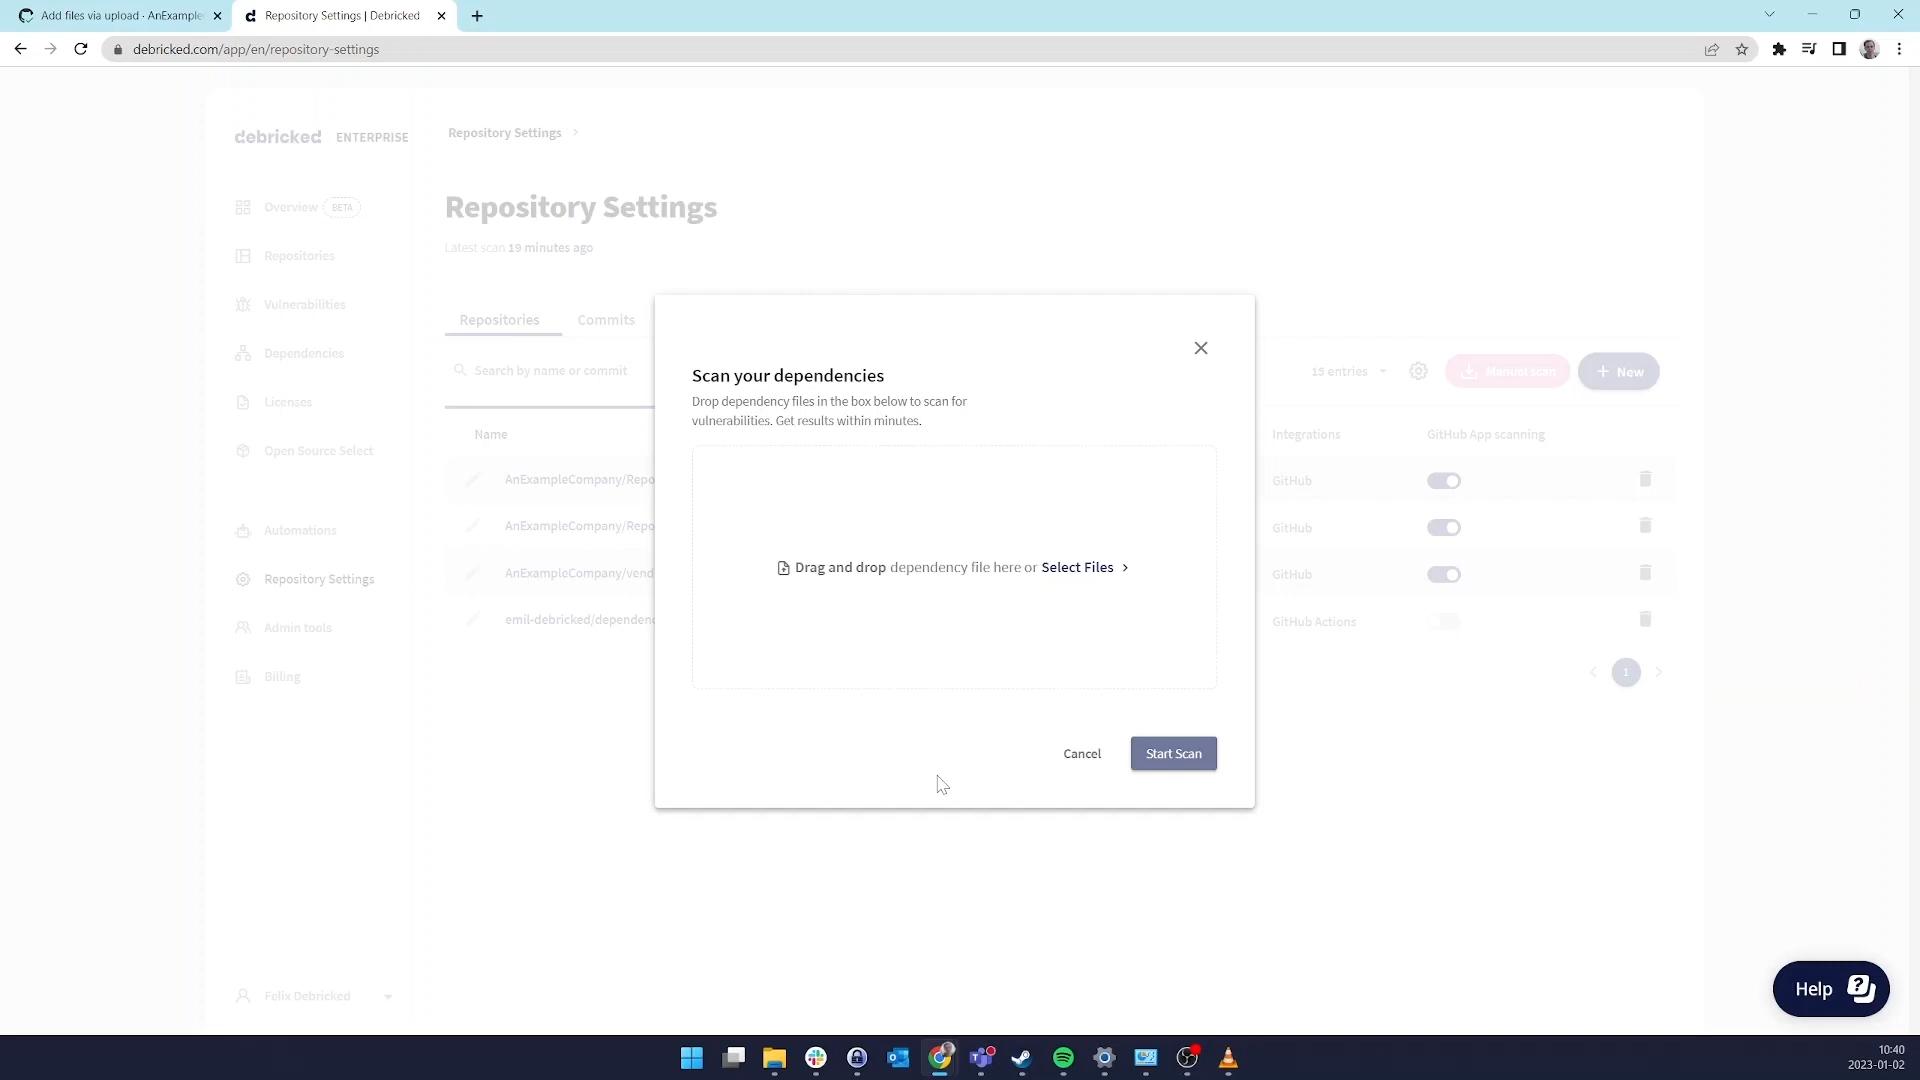 Add files via upload · AnExample
Repository Settings | Debricked
debricked.com/app/en/repository-settings
debricked ENTERPRISE
Repository Settings
Overview BETA
Repositories
Vulnerabilities
Dependencies
Licenses
Open Source Select
Automations
Repository Settings
Admin tools
Billing
Felix Debricked
Repository Settings
Latest scan 19 minutes ago
Repositories Commits
Search by name or commit
15 entries Manual scan + New
Name Integrations GitHub App scanning
AnExampleCompany/Repo GitHub
AnExampleCompany/Repo GitHub
AnExampleCompany/vend GitHub
emil-debricked/dependenc GitHub Actions
1
Scan your dependencies
Drop dependency files in the box below to scan for
vulnerabilities. Get results within minutes.
Drag and drop dependency file here or Select Files
Cancel Start Scan
Help
10:40
2023-01-02